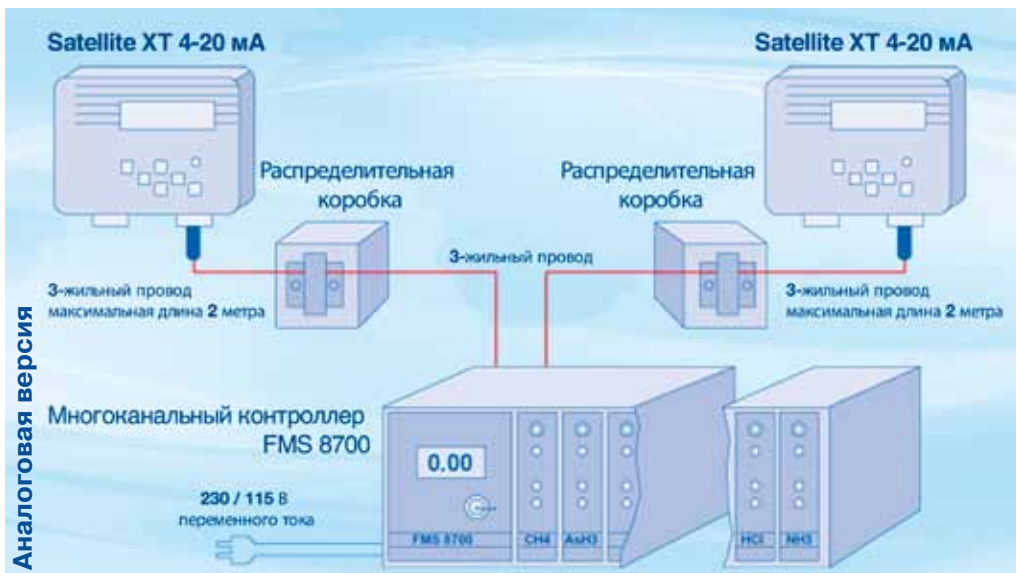 Satellite XT 4-20 мА
Satellite XT 4-20 мА
Распределительная
коробка
Распределительная
коробка
3-жильный провод
3-жильный провод
максимальная длина 2 метра
3-жильный провод
максимальная длина 2 метра
Аналоговая версия
Многоканальный контроллер
FMS 8700
0.00
230 / 115 В
переменного тока
FMS 8700
CH4
AsH3
HCl
NH3